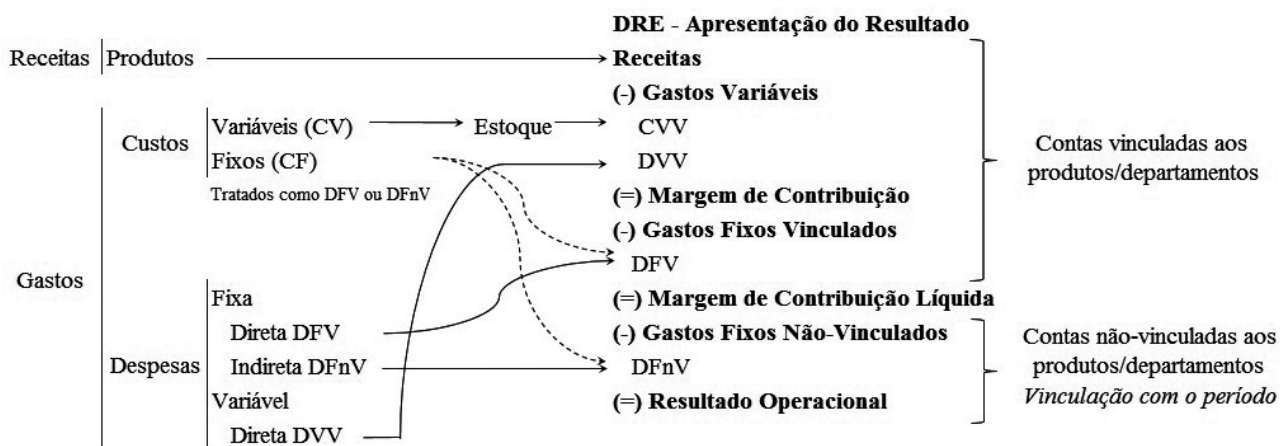 DRE - Apresentação do Resultado
Receitas Produtos Receitas
(-) Gastos Variáveis
Custos Variáveis (CV) Estoque CVV
Fixos (CF) DVV
Tratados como DFV ou DFnV
(=) Margem de Contribuição
(-) Gastos Fixos Vinculados
DFV
Contas vinculadas aos
produtos/departamentos
Gastos
Fixa (=) Margem de Contribuição Líquida
Direta DFV (-) Gastos Fixos Não-Vinculados
Despesas Indireta DFnV DFnV
Variável (=) Resultado Operacional
Direta DVV
Contas não-vinculadas aos
produtos/departamentos
Vinculação com o período